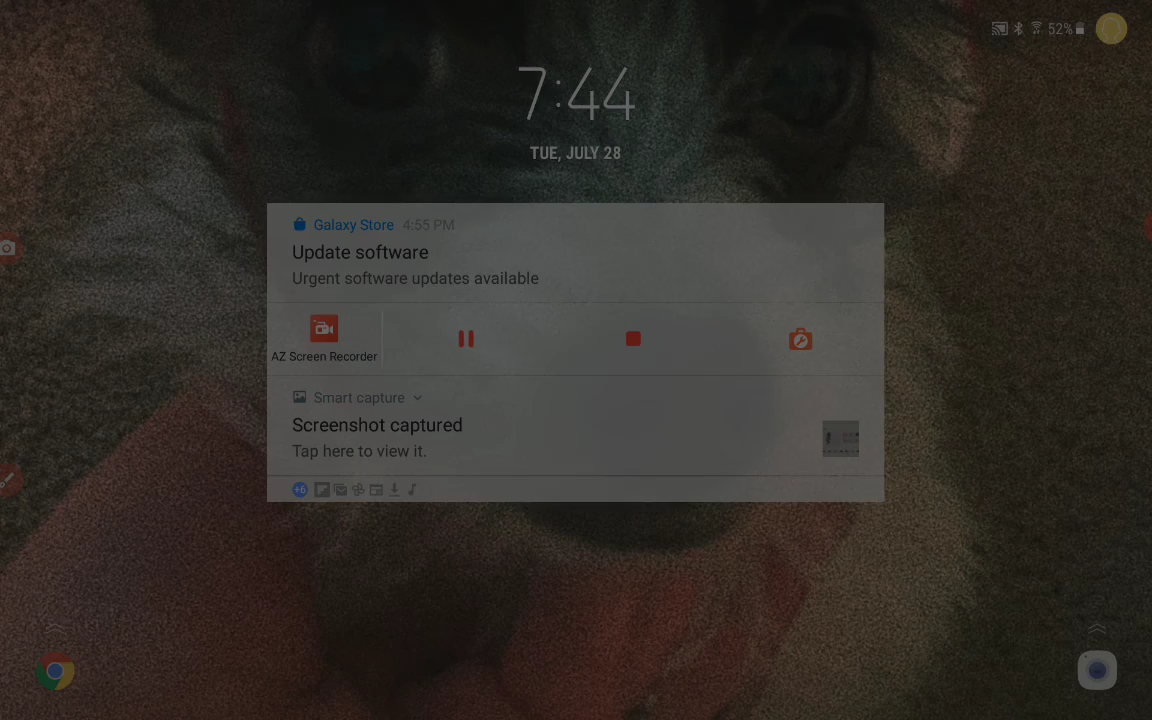 52%
7:44
TUE, JULY 28
Galaxy Store 4:55 PM
Update software
Urgent software updates available
AZ Screen Recorder
Smart capture
Screenshot captured
Tap here to view it.
+6